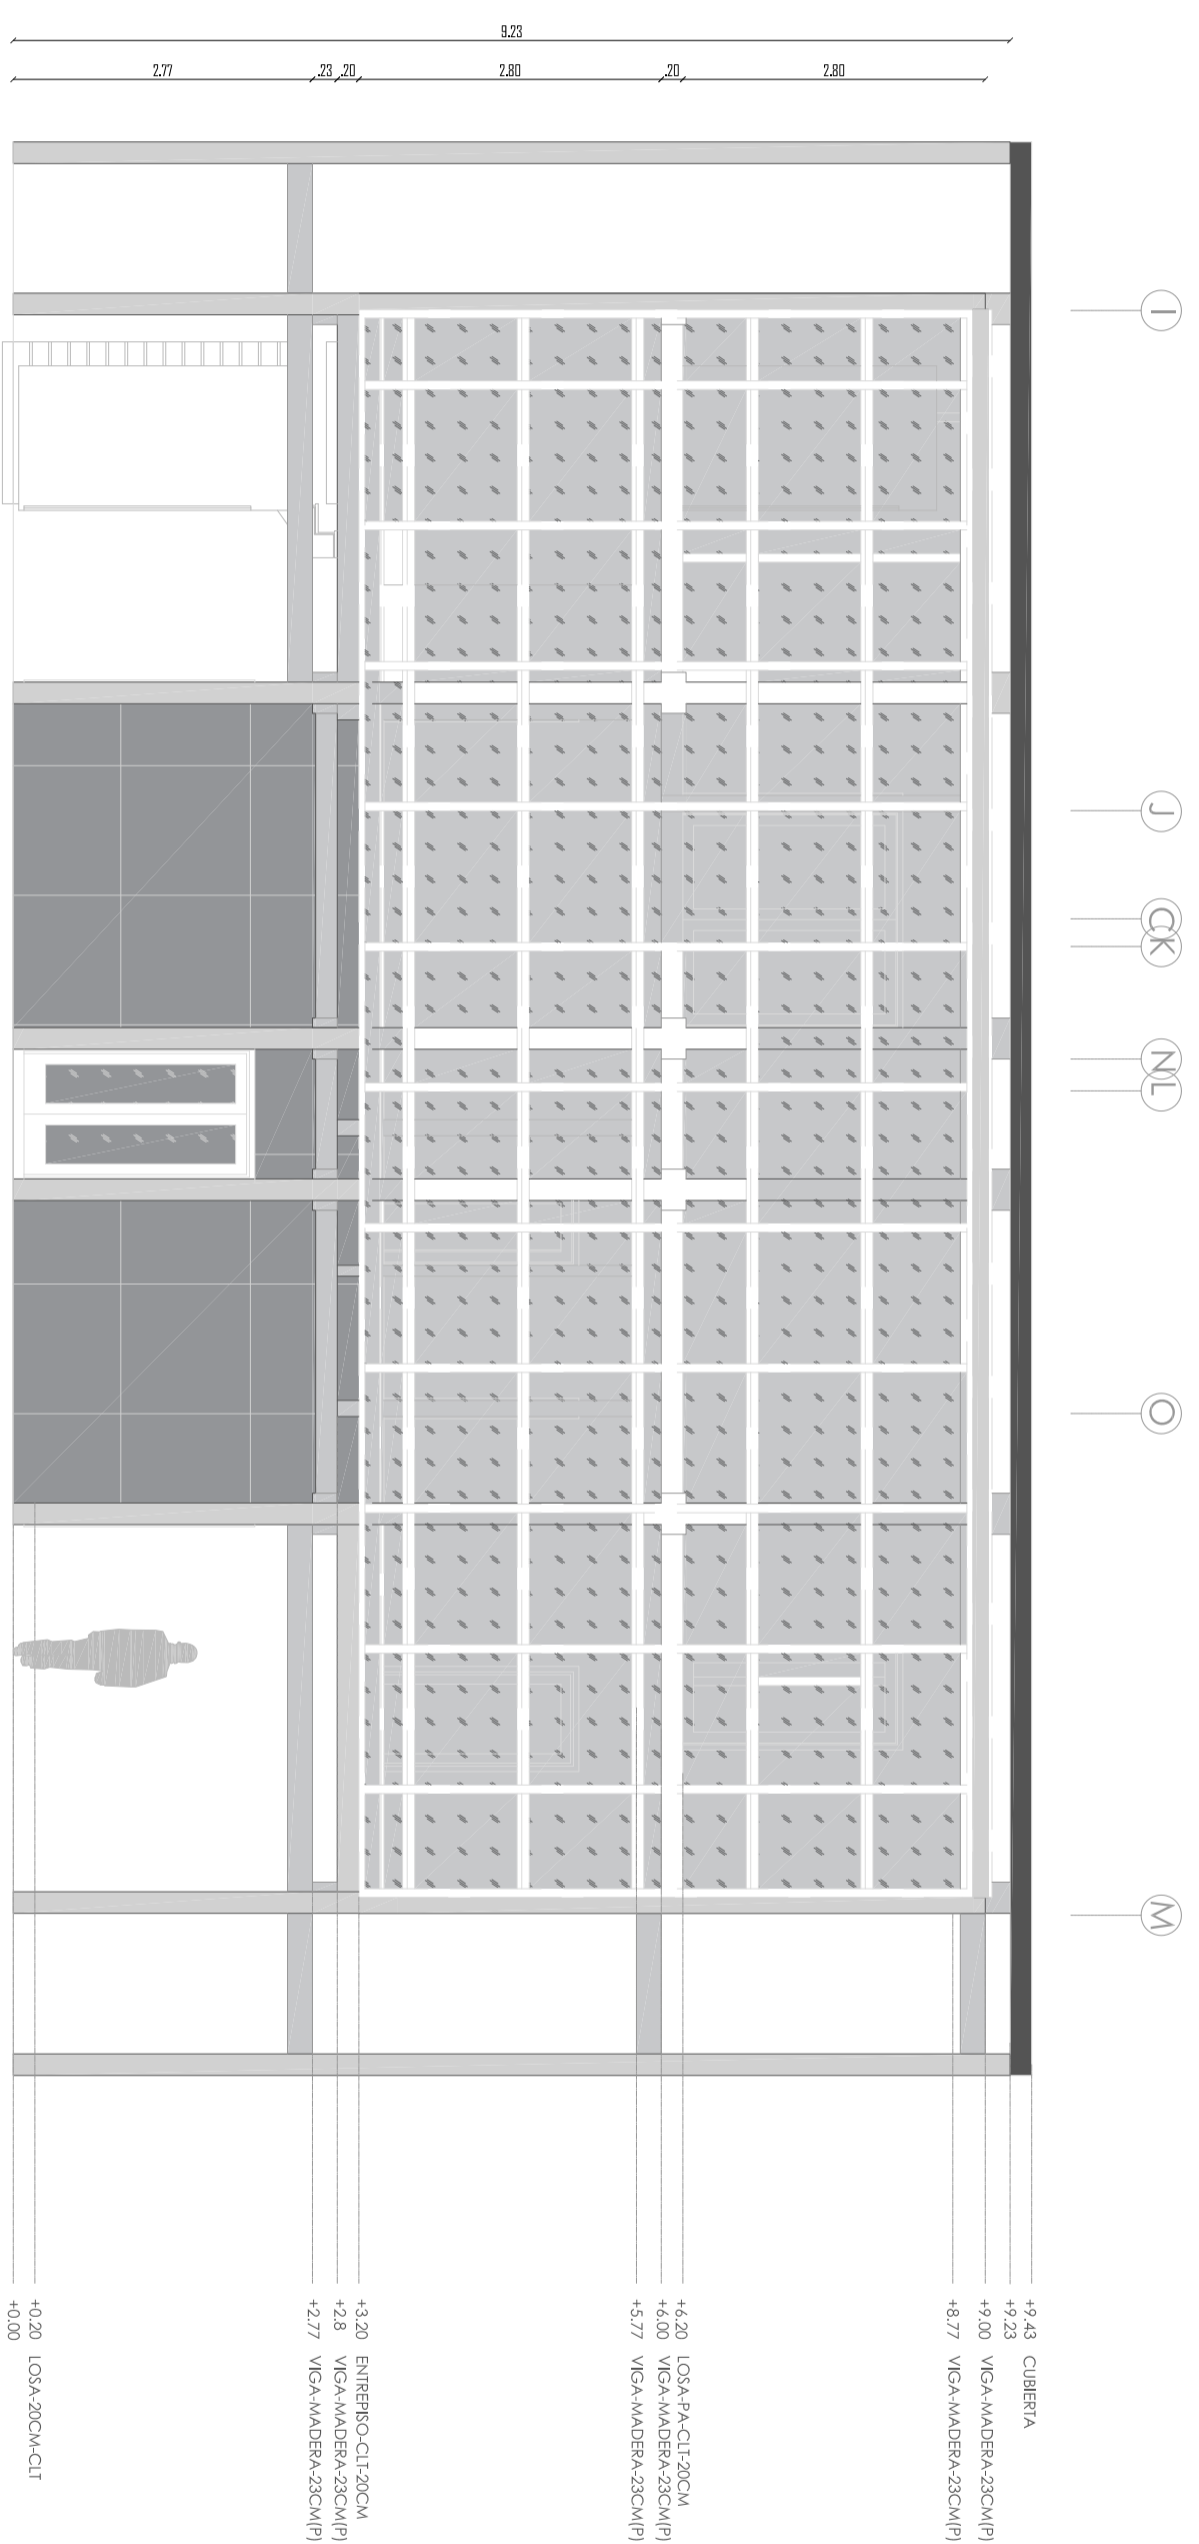 9.23
2.77
.23
.20
2.80
.20
2.80
I
J
C
K
N
L
O
M
+9.43 CUBIERTA
+9.23
+9.00 VIGA-MADERA-23CM(P)
+8.77 VIGA-MADERA-23CM(P)
+6.20 LOSA-PA-CLT-20CM
+6.00 VIGA-MADERA-23CM(P)
+5.77 VIGA-MADERA-23CM(P)
+3.20 ENTREPISO-CLT-20CM
+2.8 VIGA-MADERA-23CM(P)
+2.77 VIGA-MADERA-23CM(P)
+0.20 LOSA-20CM-CLT
+0.00